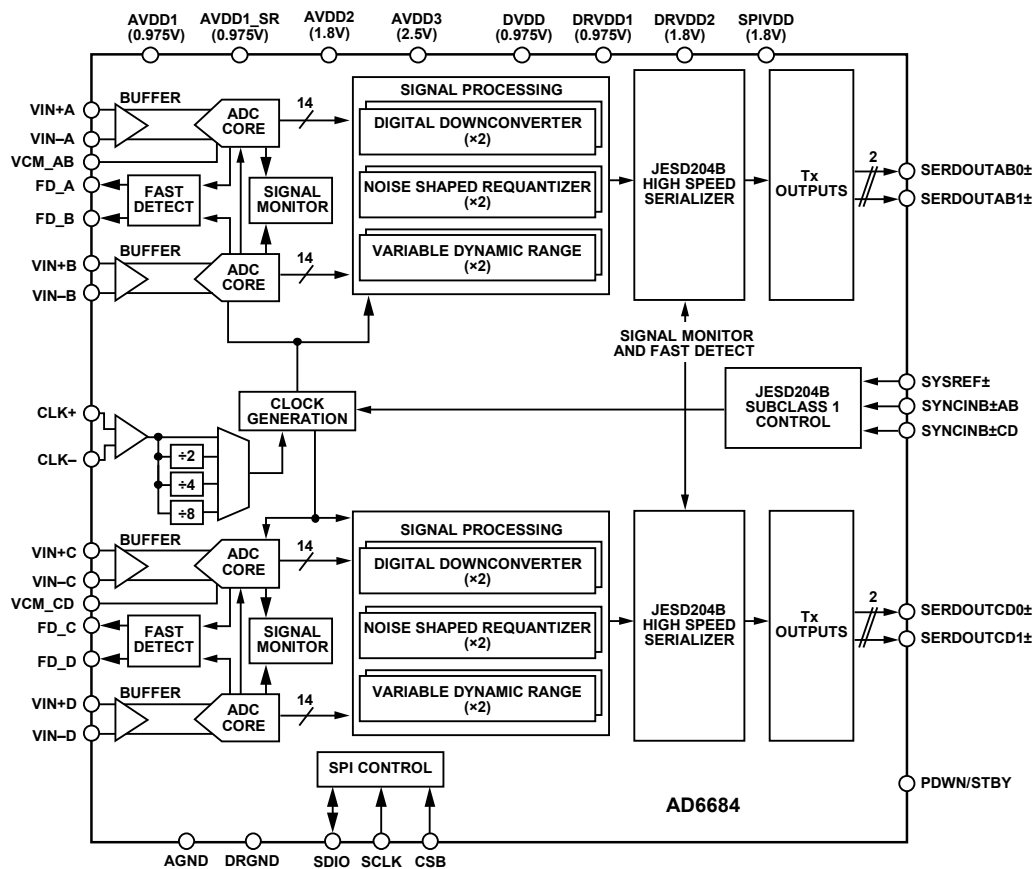 AVDD1
(0.975V)
AVDD1_SR
(0.975V)
AVDD2
(1.8V)
AVDD3
(2.5V)
DVDD
(0.975V)
DRVDD1
(0.975V)
DRVDD2
(1.8V)
SPIVDD
(1.8V)
VIN+A
VIN–A
VCM_AB
FD_A
FD_B
VIN+B
VIN–B
BUFFER
ADC
CORE
14
FAST
DETECT
SIGNAL
MONITOR
BUFFER
ADC
CORE
14
SIGNAL PROCESSING
DIGITAL DOWNCONVERTER
(×2)
NOISE SHAPED REQUANTIZER
(×2)
VARIABLE DYNAMIC RANGE
(×2)
JESD204B
HIGH SPEED
SERIALIZER
Tx
OUTPUTS
2
SERDOUTAB0±
SERDOUTAB1±
SIGNAL MONITOR
AND FAST DETECT
CLK+
CLK–
÷2
÷4
÷8
CLOCK
GENERATION
JESD204B
SUBCLASS 1
CONTROL
SYSREF±
SYNCINB±AB
SYNCINB±CD
VIN+C
VIN–C
VCM_CD
FD_C
FD_D
VIN+D
VIN–D
BUFFER
ADC
CORE
14
FAST
DETECT
SIGNAL
MONITOR
BUFFER
ADC
CORE
14
SIGNAL PROCESSING
DIGITAL DOWNCONVERTER
(×2)
NOISE SHAPED REQUANTIZER
(×2)
VARIABLE DYNAMIC RANGE
(×2)
JESD204B
HIGH SPEED
SERIALIZER
Tx
OUTPUTS
2
SERDOUTCD0±
SERDOUTCD1±
SPI CONTROL
PDWN/STBY
AD6684
AGND
DRGND
SDIO
SCLK
CSB